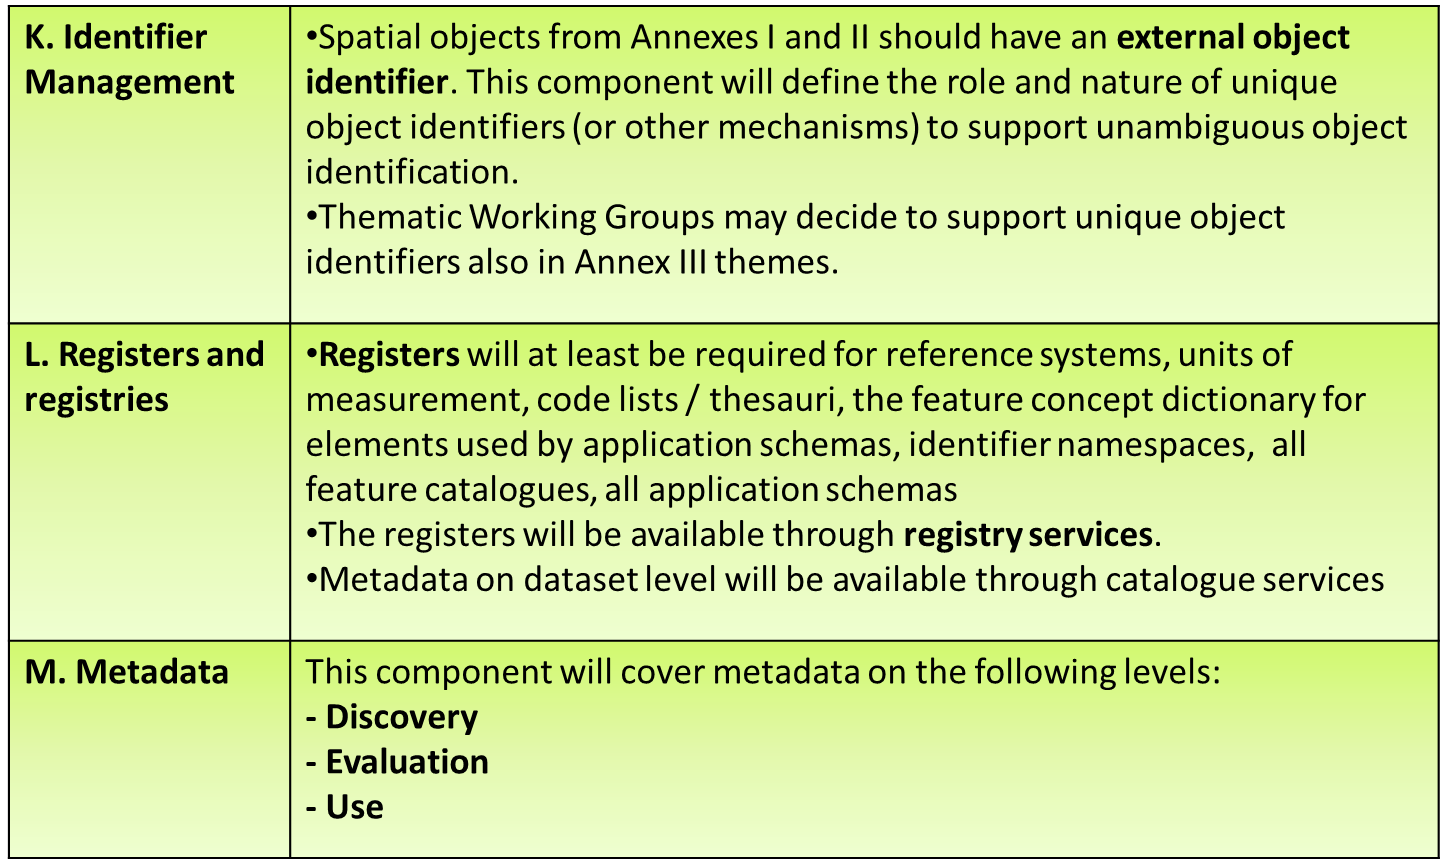 K. Identifier
Management
•Spatial objects from Annexes I and II should have an external object
identifier. This component will define the role and nature of unique
object identifiers (or other mechanisms) to support unambiguous object
identification.
•Thematic Working Groups may decide to support unique object
identifiers also in Annex III themes.
L. Registers and
registries
•Registers will at least be required for reference systems, units of
measurement, code lists / thesauri, the feature concept dictionary for
elements used by application schemas, identifier namespaces,  all
feature catalogues, all application schemas
•The registers will be available through registry services.
•Metadata on dataset level will be available through catalogue services
M. Metadata
This component will cover metadata on the following levels:
- Discovery
- Evaluation
- Use